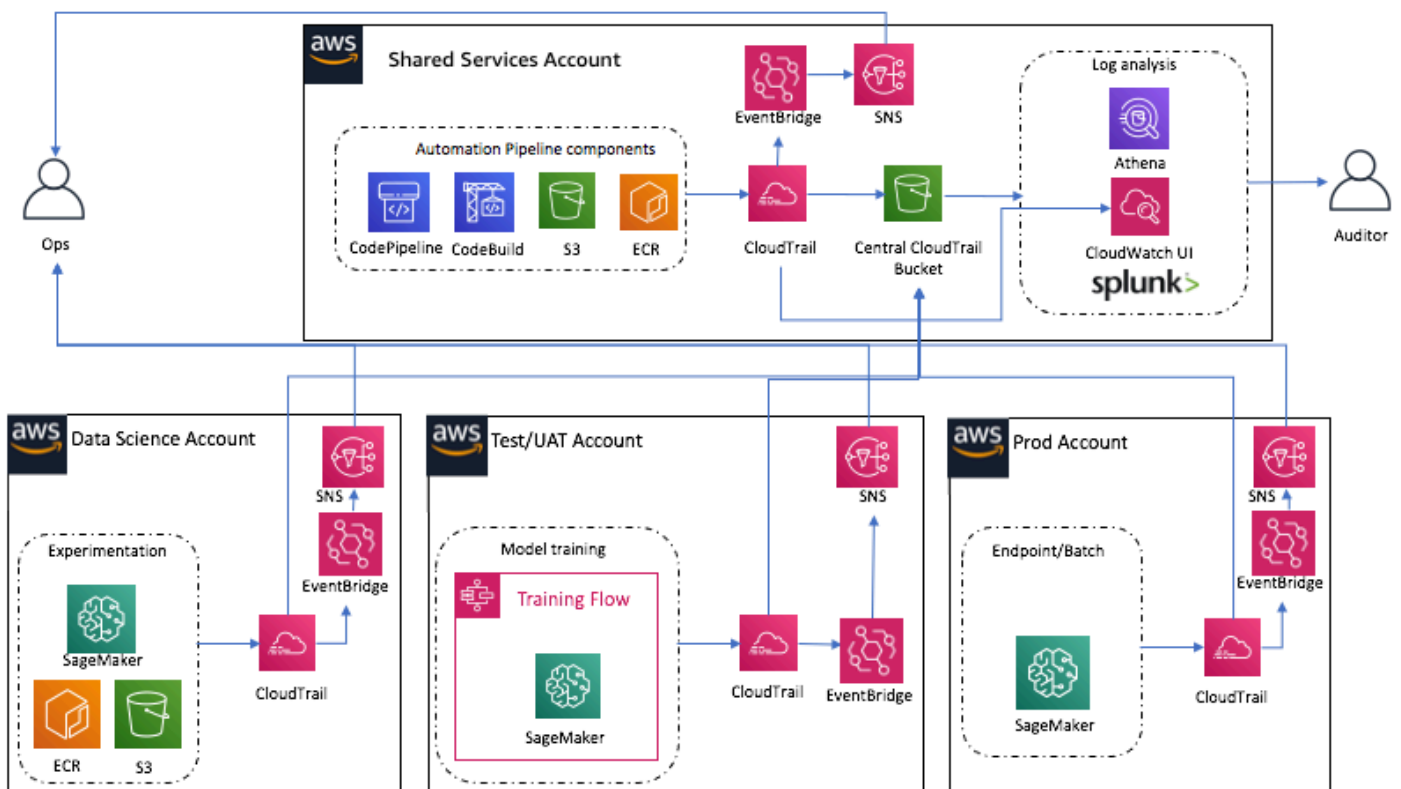 aws
Shared Services Account
Log analysis
EventBridge
SNS
Automation Pipeline components
Athena
CodePipeline
CodeBuild
S3
ECR
CloudTrail
Central CloudTrail
Bucket
CloudWatch UI
splunk>
Ops
Auditor
aws
Data Science Account
SNS
Experimentation
EventBridge
SageMaker
CloudTrail
ECR
S3
aws
Test/UAT Account
SNS
Model training
Training Flow
SageMaker
CloudTrail
EventBridge
aws
Prod Account
SNS
Endpoint/Batch
EventBridge
SageMaker
CloudTrail